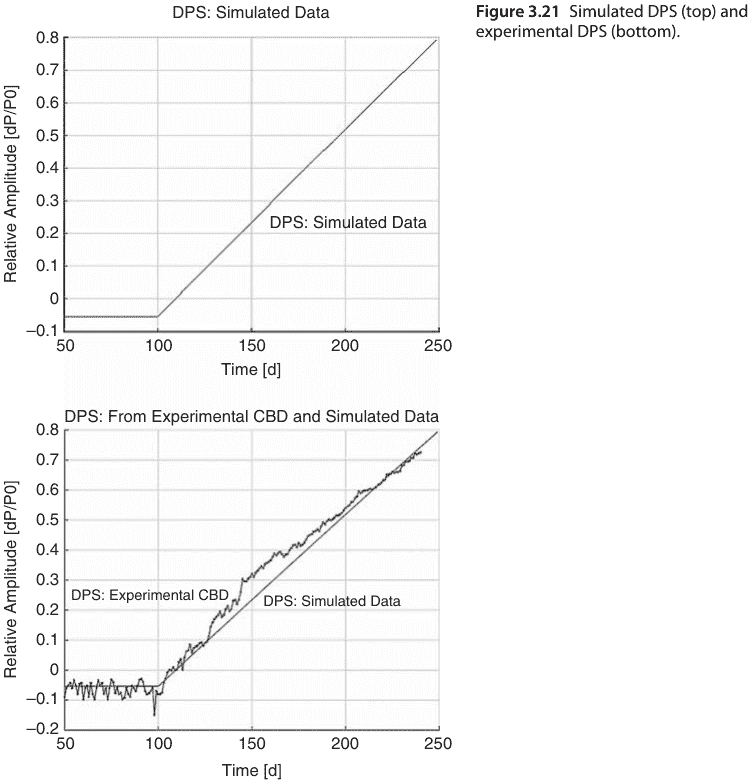 DPS: Simulated Data
Figure 3.21 Simulated DPS (top) and
experimental DPS (bottom).
Relative Amplitude [dP/P0]
0.8
0.7
0.6
0.5
0.4
0.3
0.2
0.1
0
–0.1
DPS: Simulated Data
50 100 150 200 250
Time [d]
DPS: From Experimental CBD and Simulated Data
Relative Amplitude [dP/P0]
0.8
0.7
0.6
0.5
0.4
0.3
0.2
0.1
0
–0.1
–0.2
DPS: Experimental CBD
DPS: Simulated Data
50 100 150 200 250
Time [d]